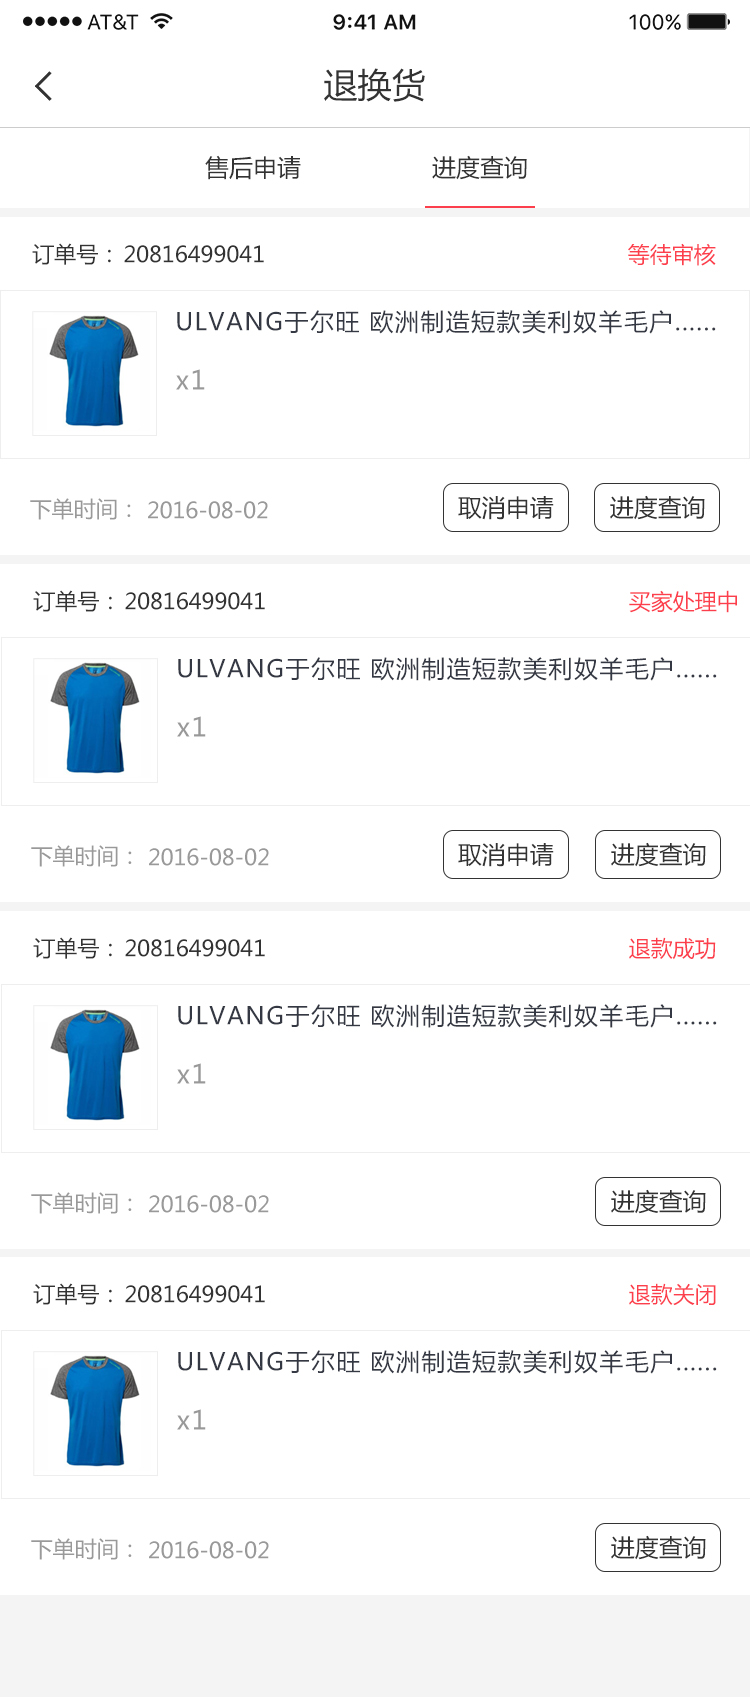 AT&T 9:41 AM 100%
退换货
售后申请 进度查询
订单号：20816499041 等待审核
ULVANG于尔旺 欧洲制造短款美利奴羊毛户......
x1
下单时间： 2016-08-02 取消申请 进度查询
订单号：20816499041 买家处理中
ULVANG于尔旺 欧洲制造短款美利奴羊毛户......
x1
下单时间： 2016-08-02 取消申请 进度查询
订单号：20816499041 退款成功
ULVANG于尔旺 欧洲制造短款美利奴羊毛户......
x1
下单时间： 2016-08-02 进度查询
订单号：20816499041 退款关闭
ULVANG于尔旺 欧洲制造短款美利奴羊毛户......
x1
下单时间： 2016-08-02 进度查询